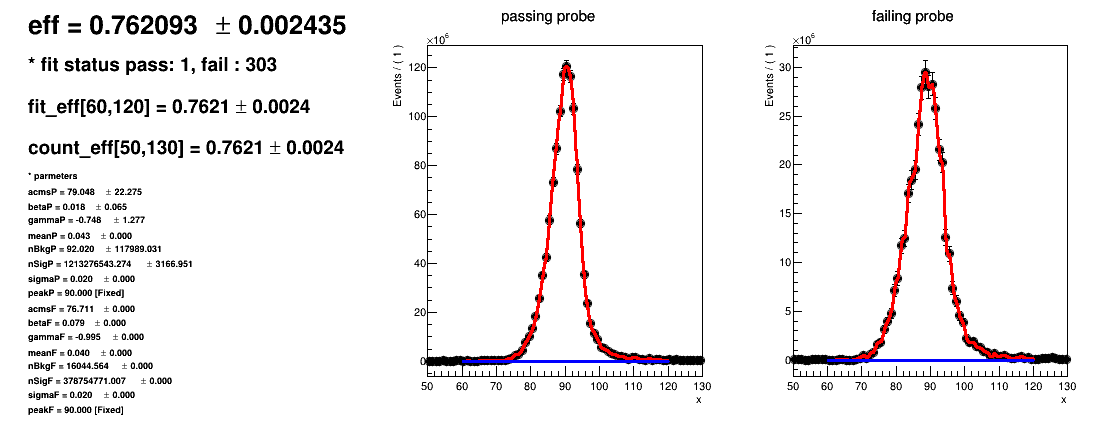 eff = 0.762093 ± 0.002435
* fit status pass: 1, fail : 303
fit_eff[60,120] = 0.7621 ± 0.0024
count_eff[50,130] = 0.7621 ± 0.0024
* parmeters
acmsP = 79.048 ± 22.275
betaP = 0.018 ± 0.065
gammaP = -0.748 ± 1.277
meanP = 0.043 ± 0.000
nBkgP = 92.020 ± 117989.031
nSigP = 1213276543.274 ± 3166.951
sigmaP = 0.020 ± 0.000
peakP = 90.000 [Fixed]
acmsF = 76.711 ± 0.000
betaF = 0.079 ± 0.000
gammaF = -0.995 ± 0.000
meanF = 0.040 ± 0.000
nBkgF = 16044.564 ± 0.000
nSigF = 378754771.007 ± 0.000
sigmaF = 0.020 ± 0.000
peakF = 90.000 [Fixed]
passing probe
×10⁶
Events / ( 1 )
120
100
80
60
40
20
0
50 60 70 80 90 100 110 120 130
x
failing probe
×10⁶
Events / ( 1 )
30
25
20
15
10
5
0
50 60 70 80 90 100 110 120 130
x